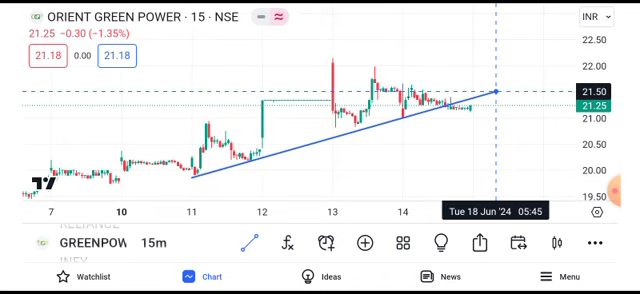 ORIENT GREEN POWER · 15 · NSE
INR
21.25 −0.30 (−1.35%)
21.18 0.00 21.18
22.50
22.00
21.50
21.25
21.00
20.50
20.00
19.50
7 10 11 12 13 14
Tue 18 Jun '24 05:45
RELIANCE
GREENPOW 15m
Watchlist
Chart
Ideas
News
Menu